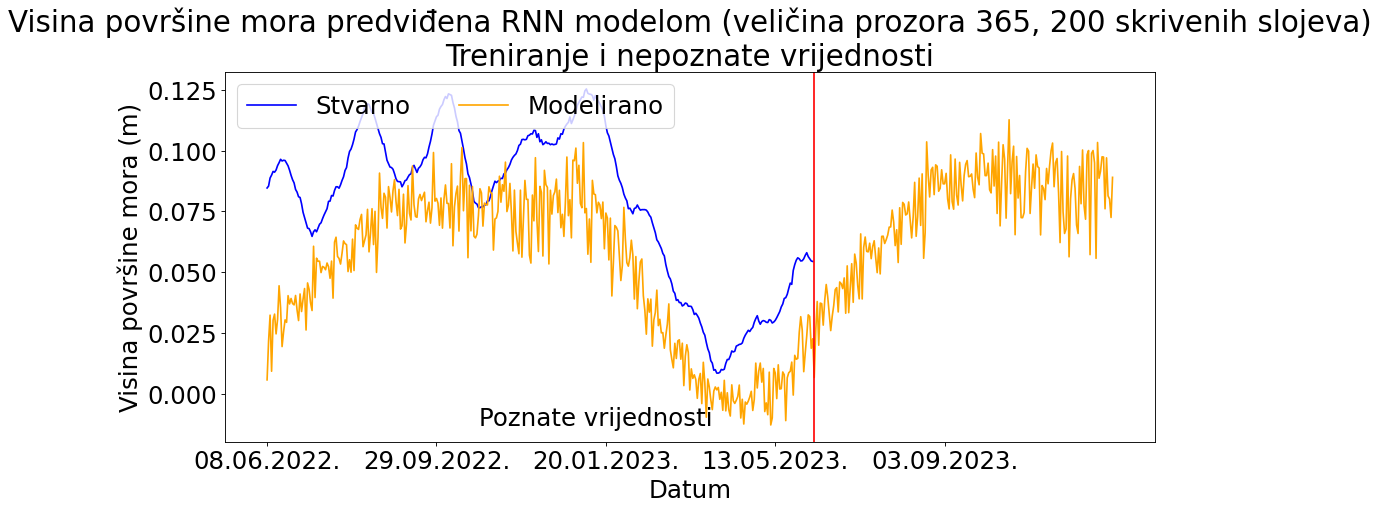 Visina površine mora predviđena RNN modelom (veličina prozora 365, 200 skrivenih slojeva)
Treniranje i nepoznate vrijednosti
Stvarno
Modelirano
Visina površine mora (m)
0.125
0.100
0.075
0.050
0.025
0.000
Poznate vrijednosti
08.06.2022.
29.09.2022.
20.01.2023.
13.05.2023.
03.09.2023.
Datum